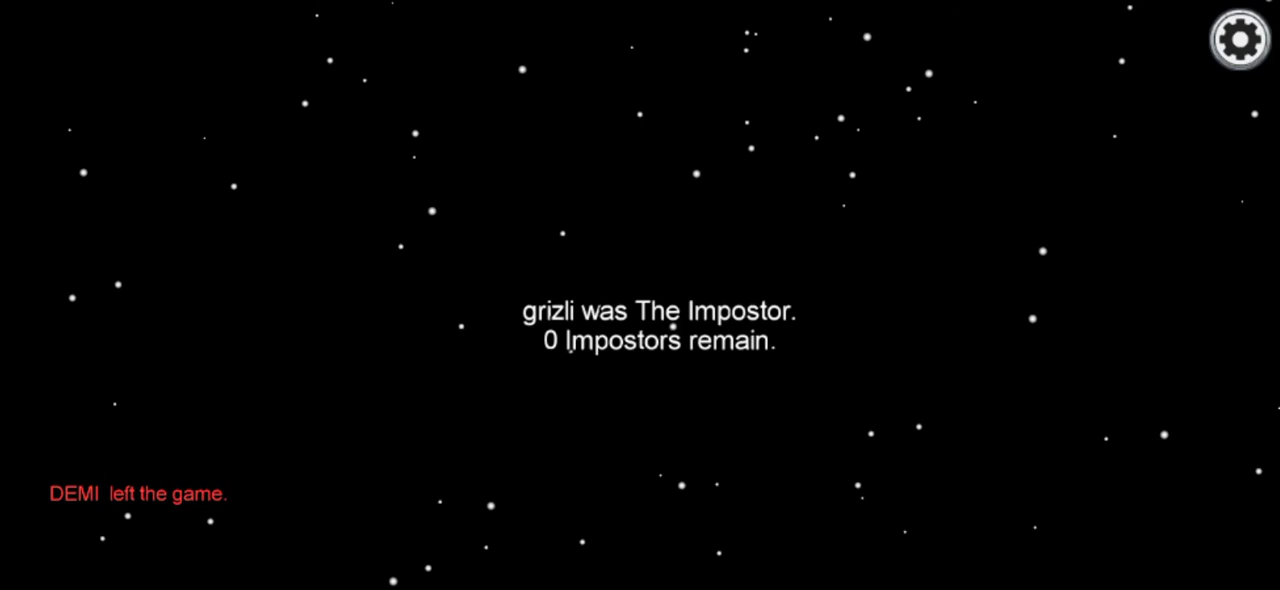 grizli was The Impostor.
0 Impostors remain.
DEMI left the game.